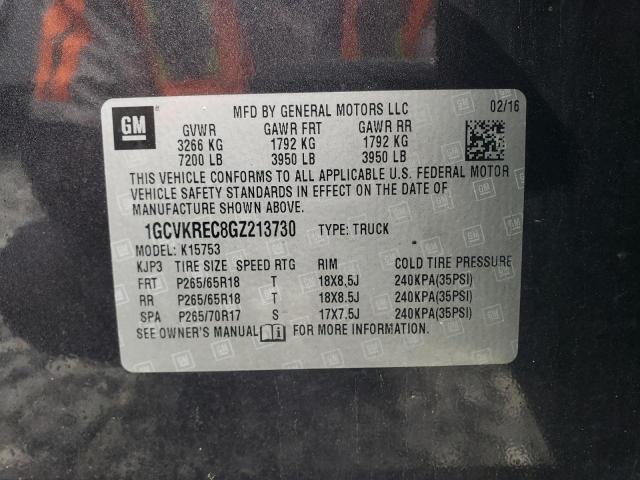 GM
MFD BY GENERAL MOTORS LLC 02/16
GVWR GAWR FRT GAWR RR
3266 KG 1792 KG 1792 KG
7200 LB 3950 LB 3950 LB
THIS VEHICLE CONFORMS TO ALL APPLICABLE U.S. FEDERAL MOTOR
VEHICLE SAFETY STANDARDS IN EFFECT ON THE DATE OF
MANUFACTURE SHOWN ABOVE.
1GCVKREC8GZ213730 TYPE: TRUCK
MODEL: K15753
KJP3 TIRE SIZE SPEED RTG RIM COLD TIRE PRESSURE
FRT P265/65R18 T 18X8.5J 240KPA(35PSI)
RR P265/65R18 T 18X8.5J 240KPA(35PSI)
SPA P265/70R17 S 17X7.5J 240KPA(35PSI)
SEE OWNER'S MANUAL FOR MORE INFORMATION.